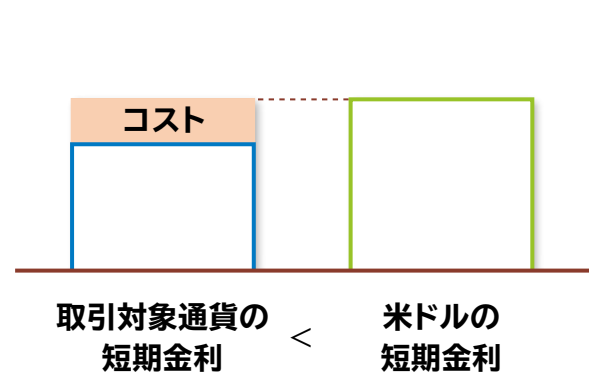 コスト
取引対象通貨の
短期金利
<
米ドルの
短期金利